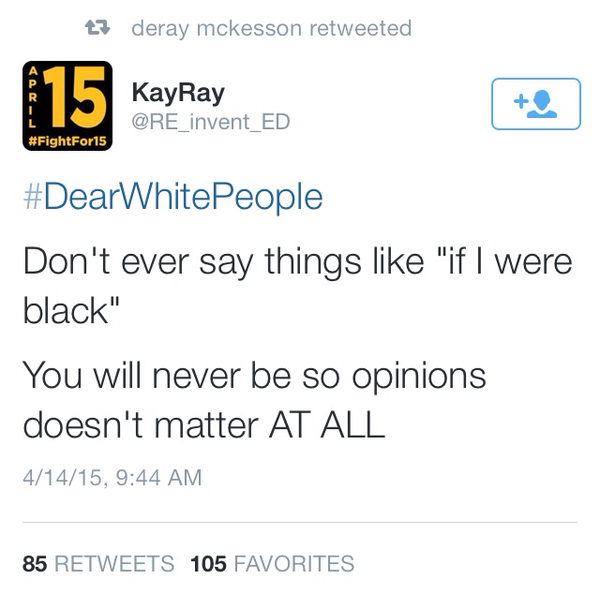 deray mckesson retweeted
APRIL
15
#FightFor15
KayRay
@RE_invent_ED
#DearWhitePeople
Don't ever say things like "if I were
black"
You will never be so opinions
doesn't matter AT ALL
4/14/15, 9:44 AM
85 RETWEETS 105 FAVORITES